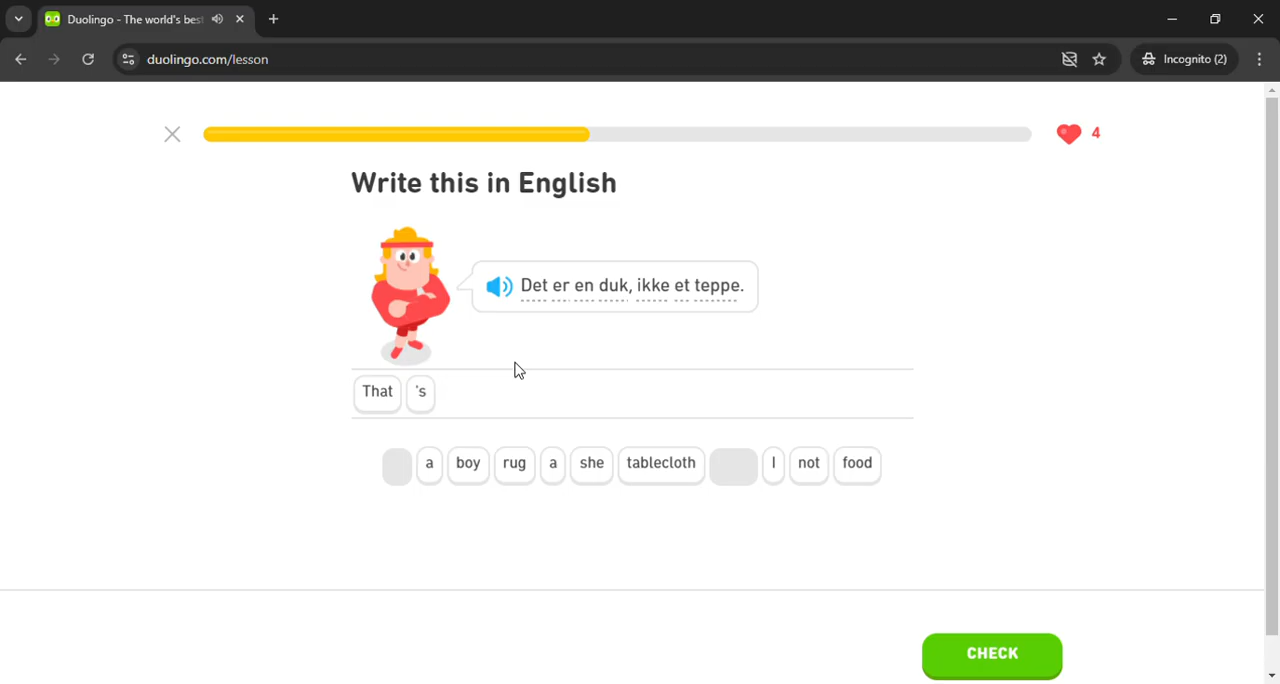 Duolingo - The world's bes
duolingo.com/lesson
Incognito (2)
4
Write this in English
Det er en duk, ikke et teppe.
That 's
a boy rug a she tablecloth I not food
CHECK